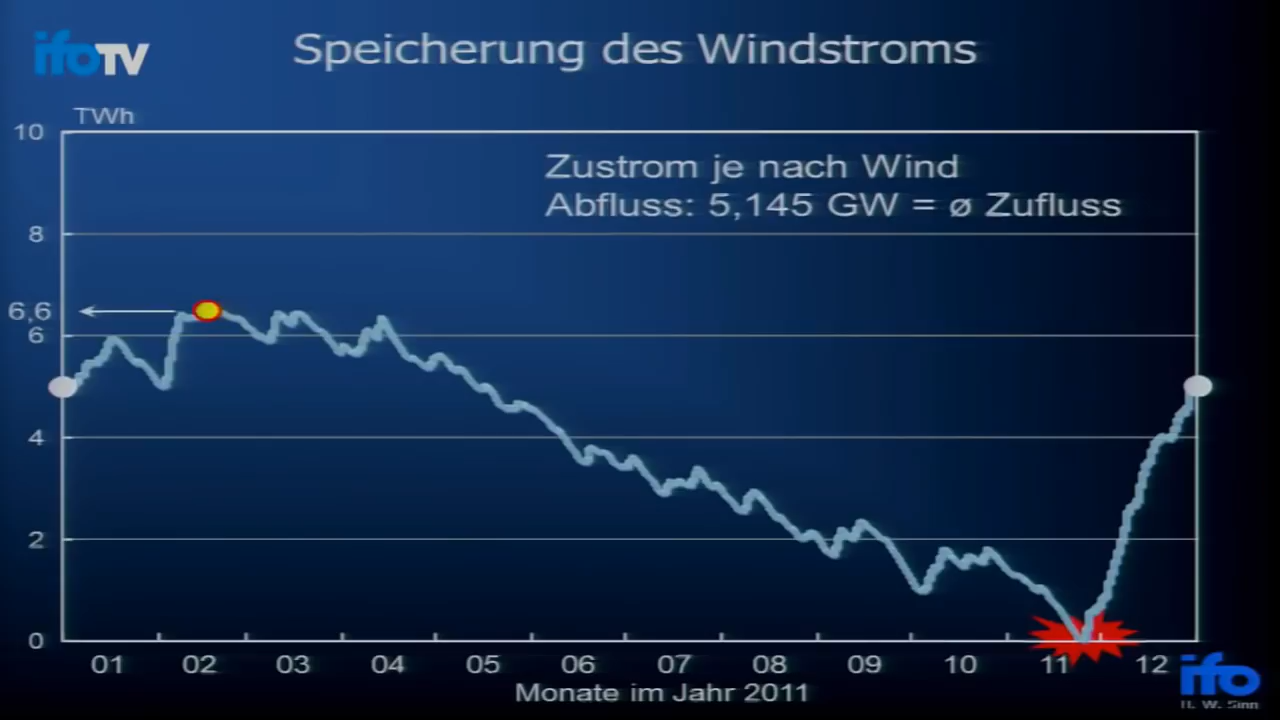 ifoTV
Speicherung des Windstroms
TWh
10
Zustrom je nach Wind
Abfluss: 5,145 GW = ø Zufluss
8
6,6
6
4
2
0
01 02 03 04 05 06 07 08 09 10 11 12
Monate im Jahr 2011
ifo
H. W. Sinn